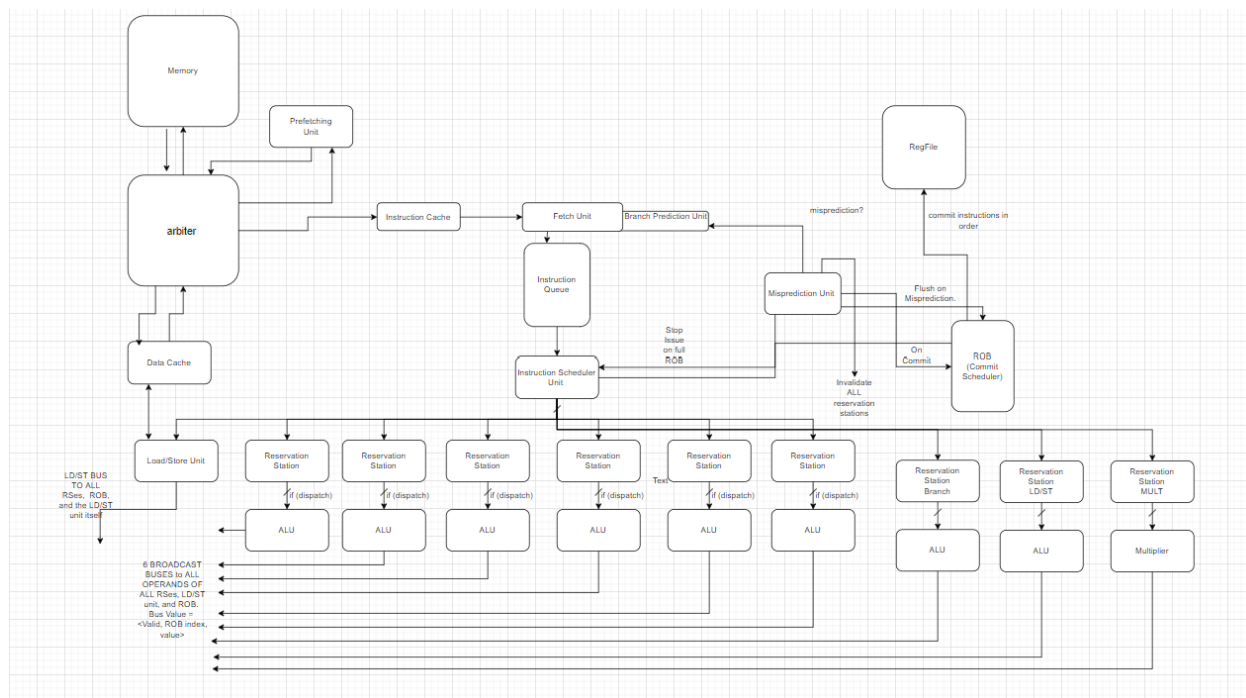 Memory
Prefetching
Unit
RegFile
arbiter
Instruction Cache
Fetch Unit
Branch Prediction Unit
misprediction?
commit instructions in
order
Instruction
Queue
Misprediction Unit
Flush on
Misprediction.
Stop
Issue
on full
ROB
On
Commit
ROB
(Commit
Scheduler)
Data Cache
Instruction Scheduler
Unit
Invalidate
ALL
reservation
stations
Load/Store Unit
Reservation
Station
Reservation
Station
Reservation
Station
Reservation
Station
Reservation
Station
Reservation
Station
Reservation
Station
Branch
Reservation
Station
LD/ST
Reservation
Station
MULT
LD/ST BUS
TO ALL
RSes, ROB,
and the LD/ST
unit itself
Text
if (dispatch)
if (dispatch)
if (dispatch)
if (dispatch)
if (dispatch)
if (dispatch)
ALU
ALU
ALU
ALU
ALU
ALU
ALU
ALU
Multiplier
6 BROADCAST
BUSES to ALL
OPERANDS OF
ALL RSes, LD/ST
unit, and ROB.
Bus Value =
<Valid, ROB index,
value>